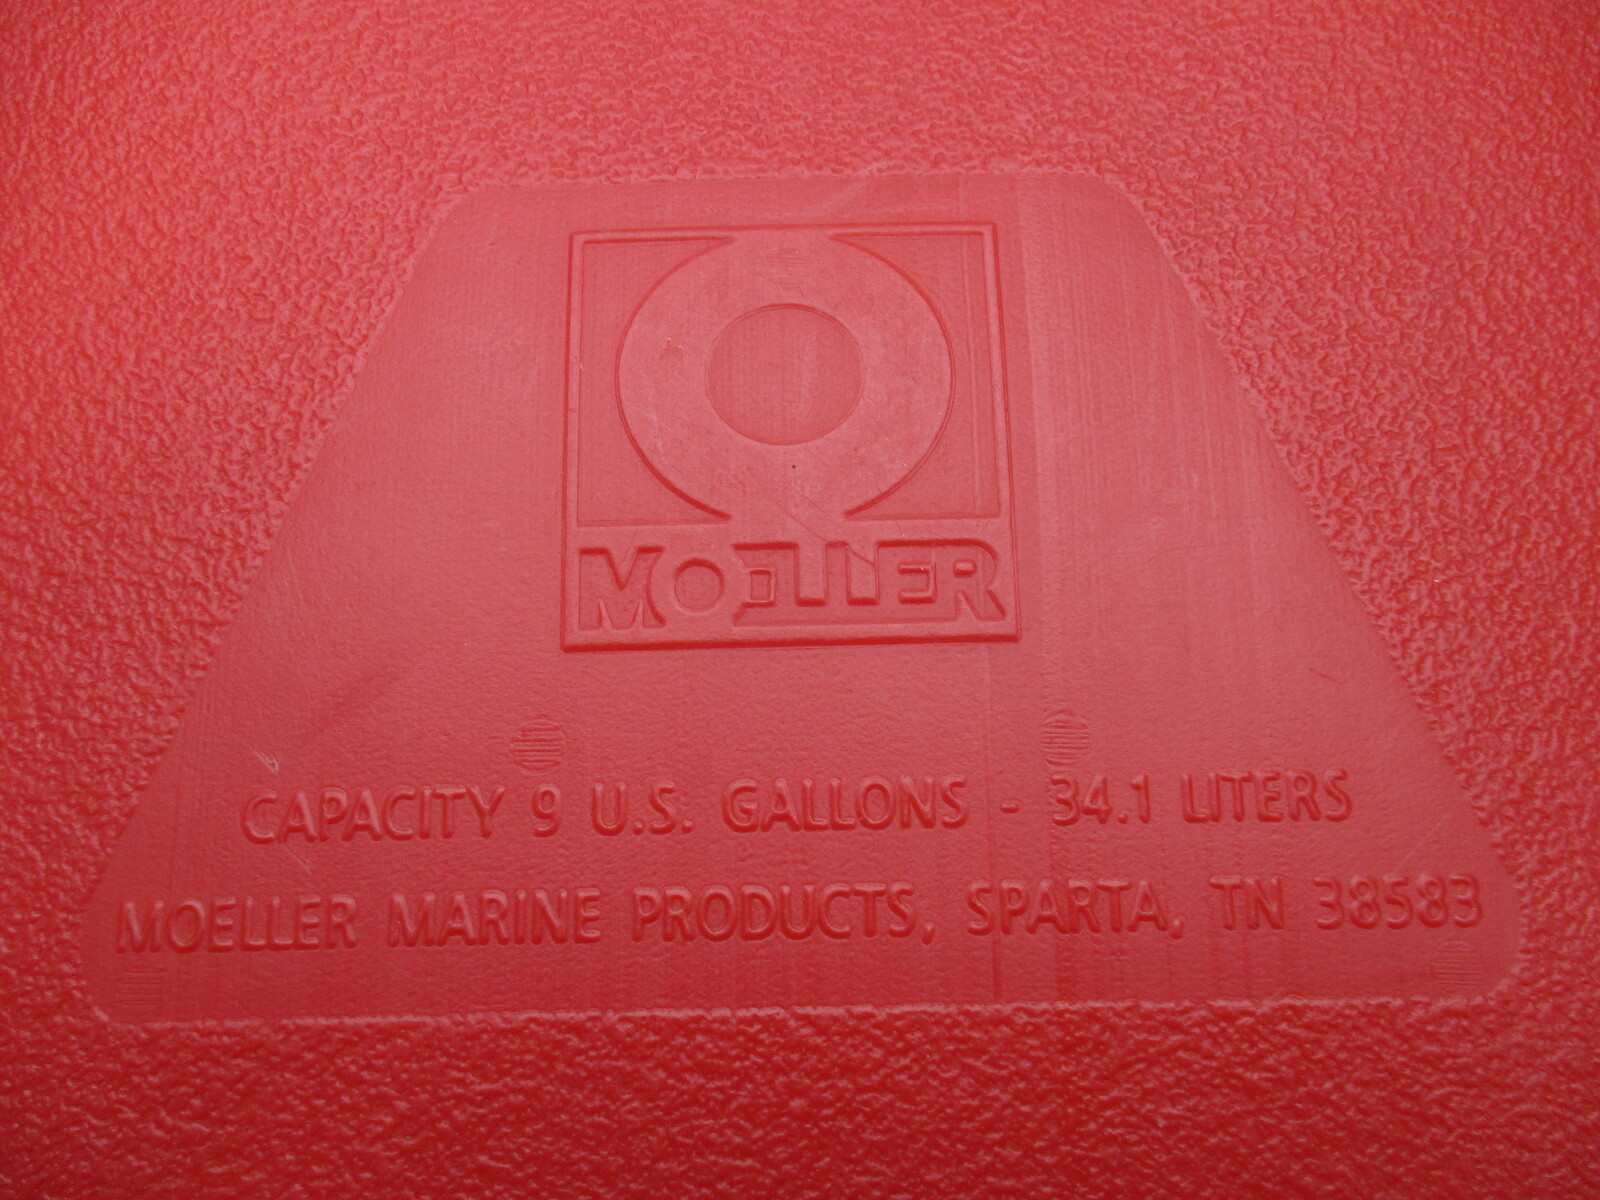 MOELLER
CAPACITY 9 U.S. GALLONS - 34.1 LITERS
MOELLER MARINE PRODUCTS, SPARTA, TN 38583